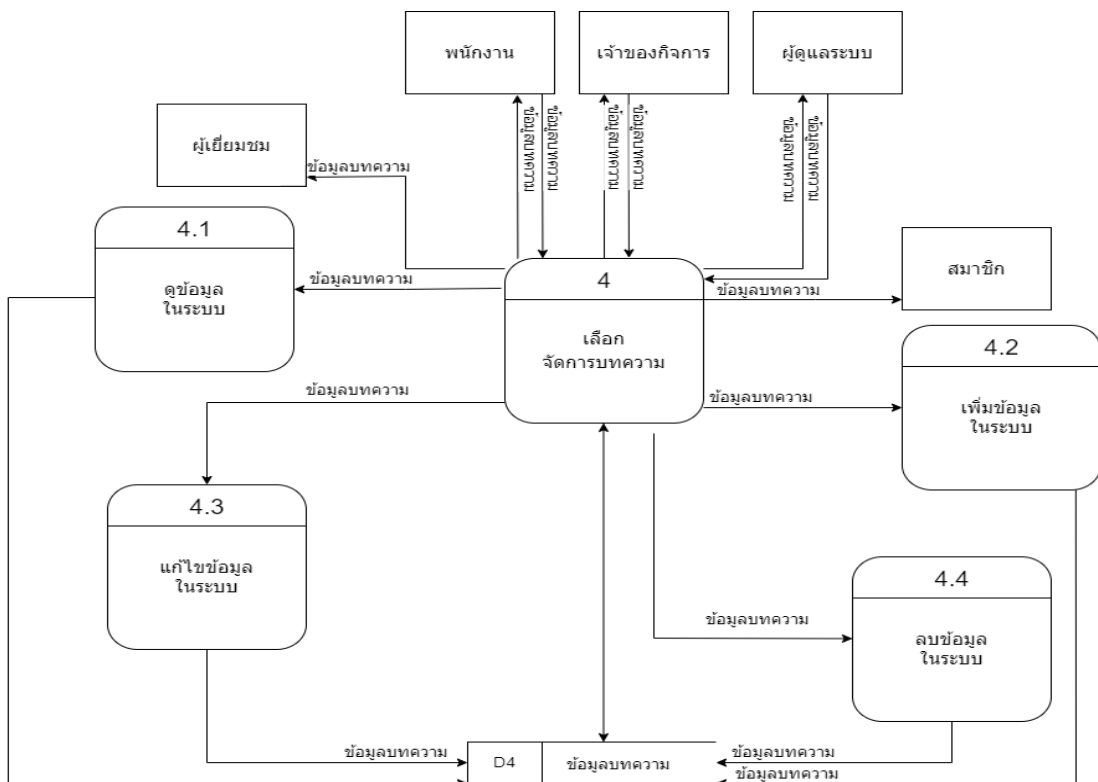 พนักงาน
เจ้าของกิจการ
ผู้ดูแลระบบ
ข้อมูลบทความ
ข้อมูลบทความ
ข้อมูลบทความ
ข้อมูลบทความ
ข้อมูลบทความ
ข้อมูลบทความ
ผู้เยี่ยมชม
ข้อมูลบทความ
4.1
ดูข้อมูล
ในระบบ
ข้อมูลบทความ
4
เลือก
จัดการบทความ
สมาชิก
ข้อมูลบทความ
4.2
เพิ่มข้อมูล
ในระบบ
ข้อมูลบทความ
ข้อมูลบทความ
4.3
แก้ไขข้อมูล
ในระบบ
4.4
ลบข้อมูล
ในระบบ
ข้อมูลบทความ
ข้อมูลบทความ
D4
ข้อมูลบทความ
ข้อมูลบทความ
ข้อมูลบทความ